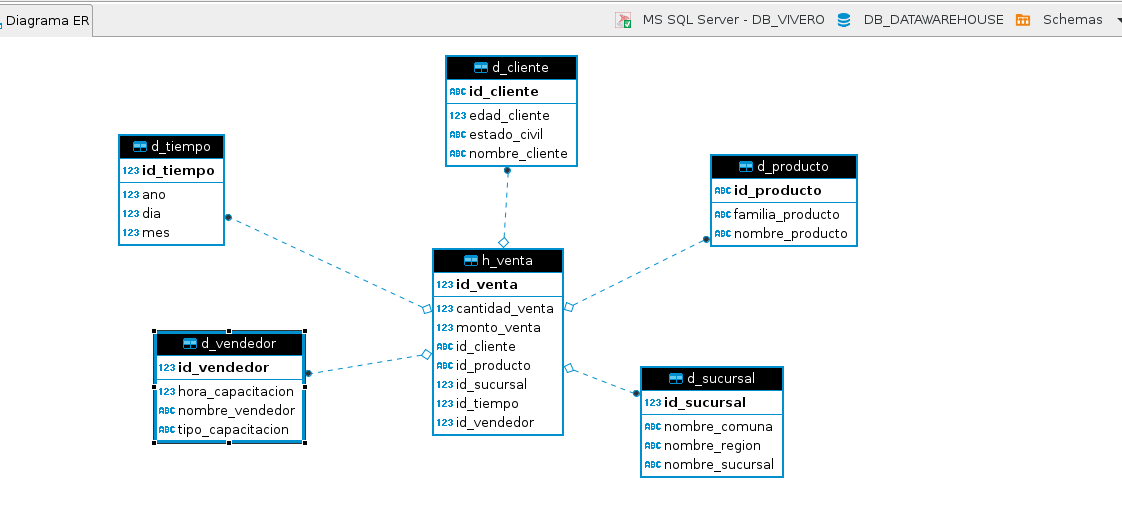 Diagrama ER
MS SQL Server - DB_VIVERO
DB_DATAWAREHOUSE
Schemas
d_cliente
ABC id_cliente
123 edad_cliente
ABC estado_civil
ABC nombre_cliente
d_tiempo
123 id_tiempo
123 ano
123 dia
123 mes
d_producto
ABC id_producto
ABC familia_producto
ABC nombre_producto
h_venta
123 id_venta
123 cantidad_venta
123 monto_venta
ABC id_cliente
ABC id_producto
123 id_sucursal
123 id_tiempo
123 id_vendedor
d_vendedor
123 id_vendedor
123 hora_capacitacion
ABC nombre_vendedor
ABC tipo_capacitacion
d_sucursal
123 id_sucursal
ABC nombre_comuna
ABC nombre_region
ABC nombre_sucursal